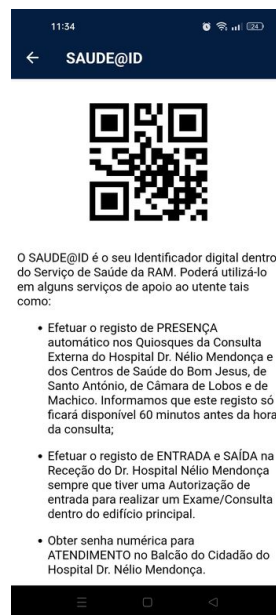 11:34
24
SAUDE@ID
O SAUDE@ID é o seu Identificador digital dentro
do Serviço de Saúde da RAM. Poderá utilizá-lo
em alguns serviços de apoio ao utente tais
como:
• Efetuar o registo de PRESENÇA
automático nos Quiosques da Consulta
Externa do Hospital Dr. Nélio Mendonça e
dos Centros de Saúde do Bom Jesus, de
Santo António, de Câmara de Lobos e de
Machico. Informamos que este registo só
ficará disponível 60 minutos antes da hora
da consulta;
• Efetuar o registo de ENTRADA e SAÍDA na
Receção do Dr. Hospital Nélio Mendonça
sempre que tiver uma Autorização de
entrada para realizar um Exame/Consulta
dentro do edifício principal.
• Obter senha numérica para
ATENDIMENTO no Balcão do Cidadão do
Hospital Dr. Nélio Mendonça.